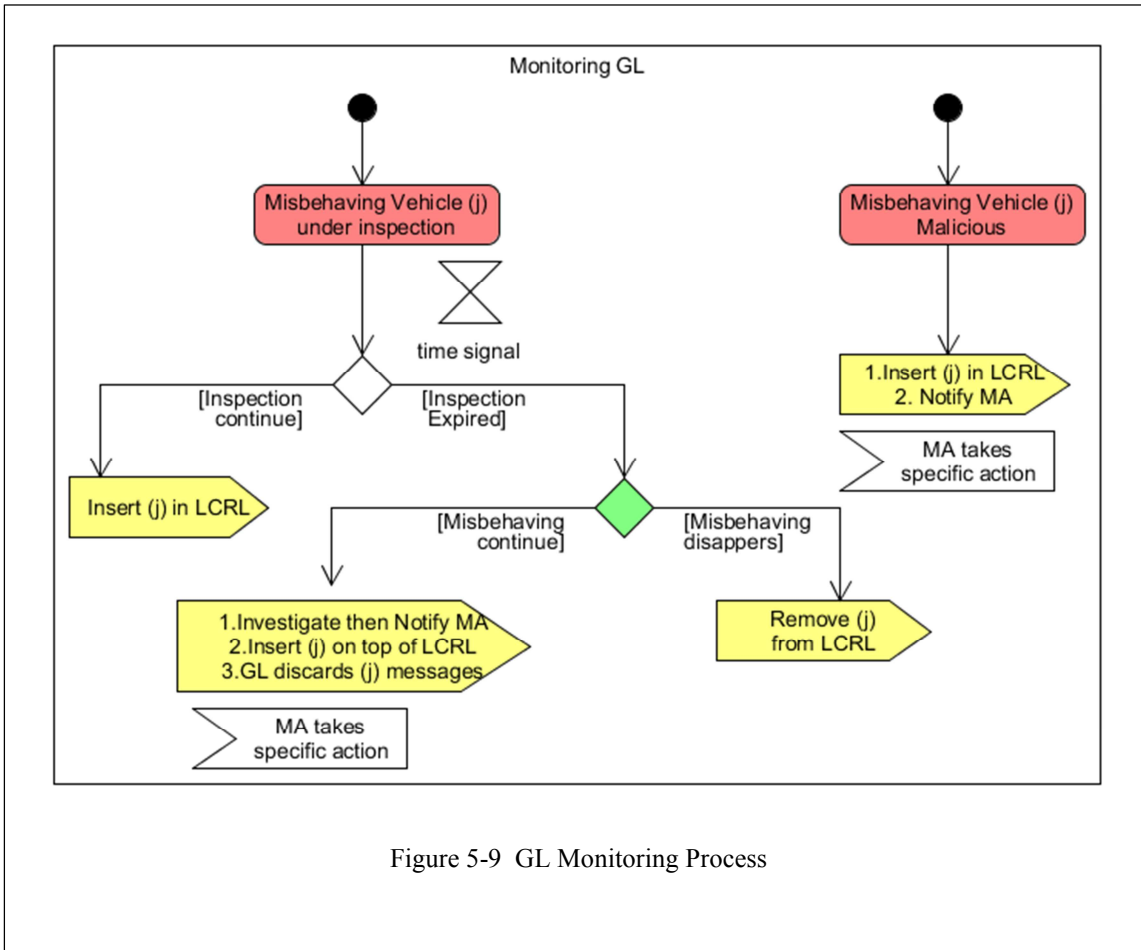 Monitoring GL
Misbehaving Vehicle (j)
under inspection
Misbehaving Vehicle (j)
Malicious
time signal
[Inspection
continue]
[Inspection
Expired]
1.Insert (j) in LCRL
2. Notify MA
MA takes
specific action
Insert (j) in LCRL
[Misbehaving
continue]
[Misbehaving
disappers]
1.Investigate then Notify MA
2.Insert (j) on top of LCRL
3.GL discards (j) messages
Remove (j)
from LCRL
MA takes
specific action
Figure 5-9 GL Monitoring Process